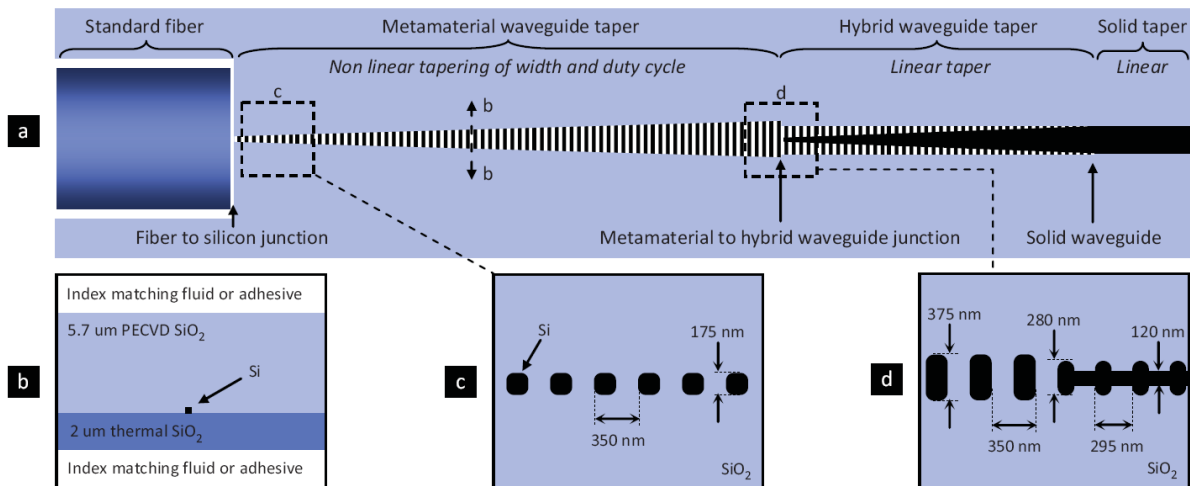 Standard fiber
Metamaterial waveguide taper
Hybrid waveguide taper
Solid taper
Non linear tapering of width and duty cycle
Linear taper
Linear
a
c
b
b
d
Fiber to silicon junction
Metamaterial to hybrid waveguide junction
Solid waveguide
b
Index matching fluid or adhesive
5.7 um PECVD SiO₂
Si
2 um thermal SiO₂
Index matching fluid or adhesive
c
Si
175 nm
350 nm
SiO₂
d
375 nm
280 nm
120 nm
350 nm
295 nm
SiO₂